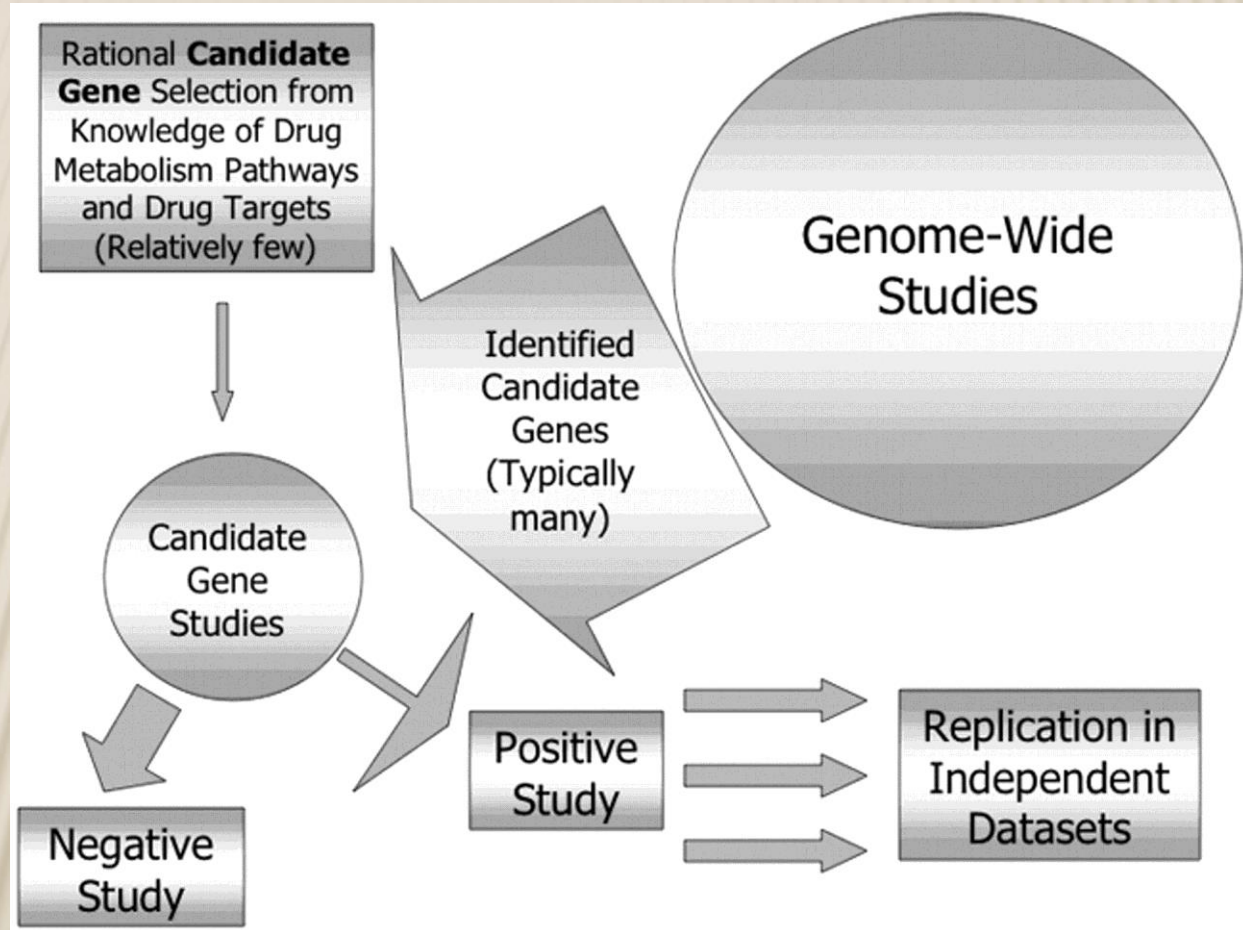 Rational Candidate
Gene Selection from
Knowledge of Drug
Metabolism Pathways
and Drug Targets
(Relatively few)
Genome-Wide
Studies
Identified
Candidate
Genes
(Typically
many)
Candidate
Gene
Studies
Positive
Study
Replication in
Independent
Datasets
Negative
Study